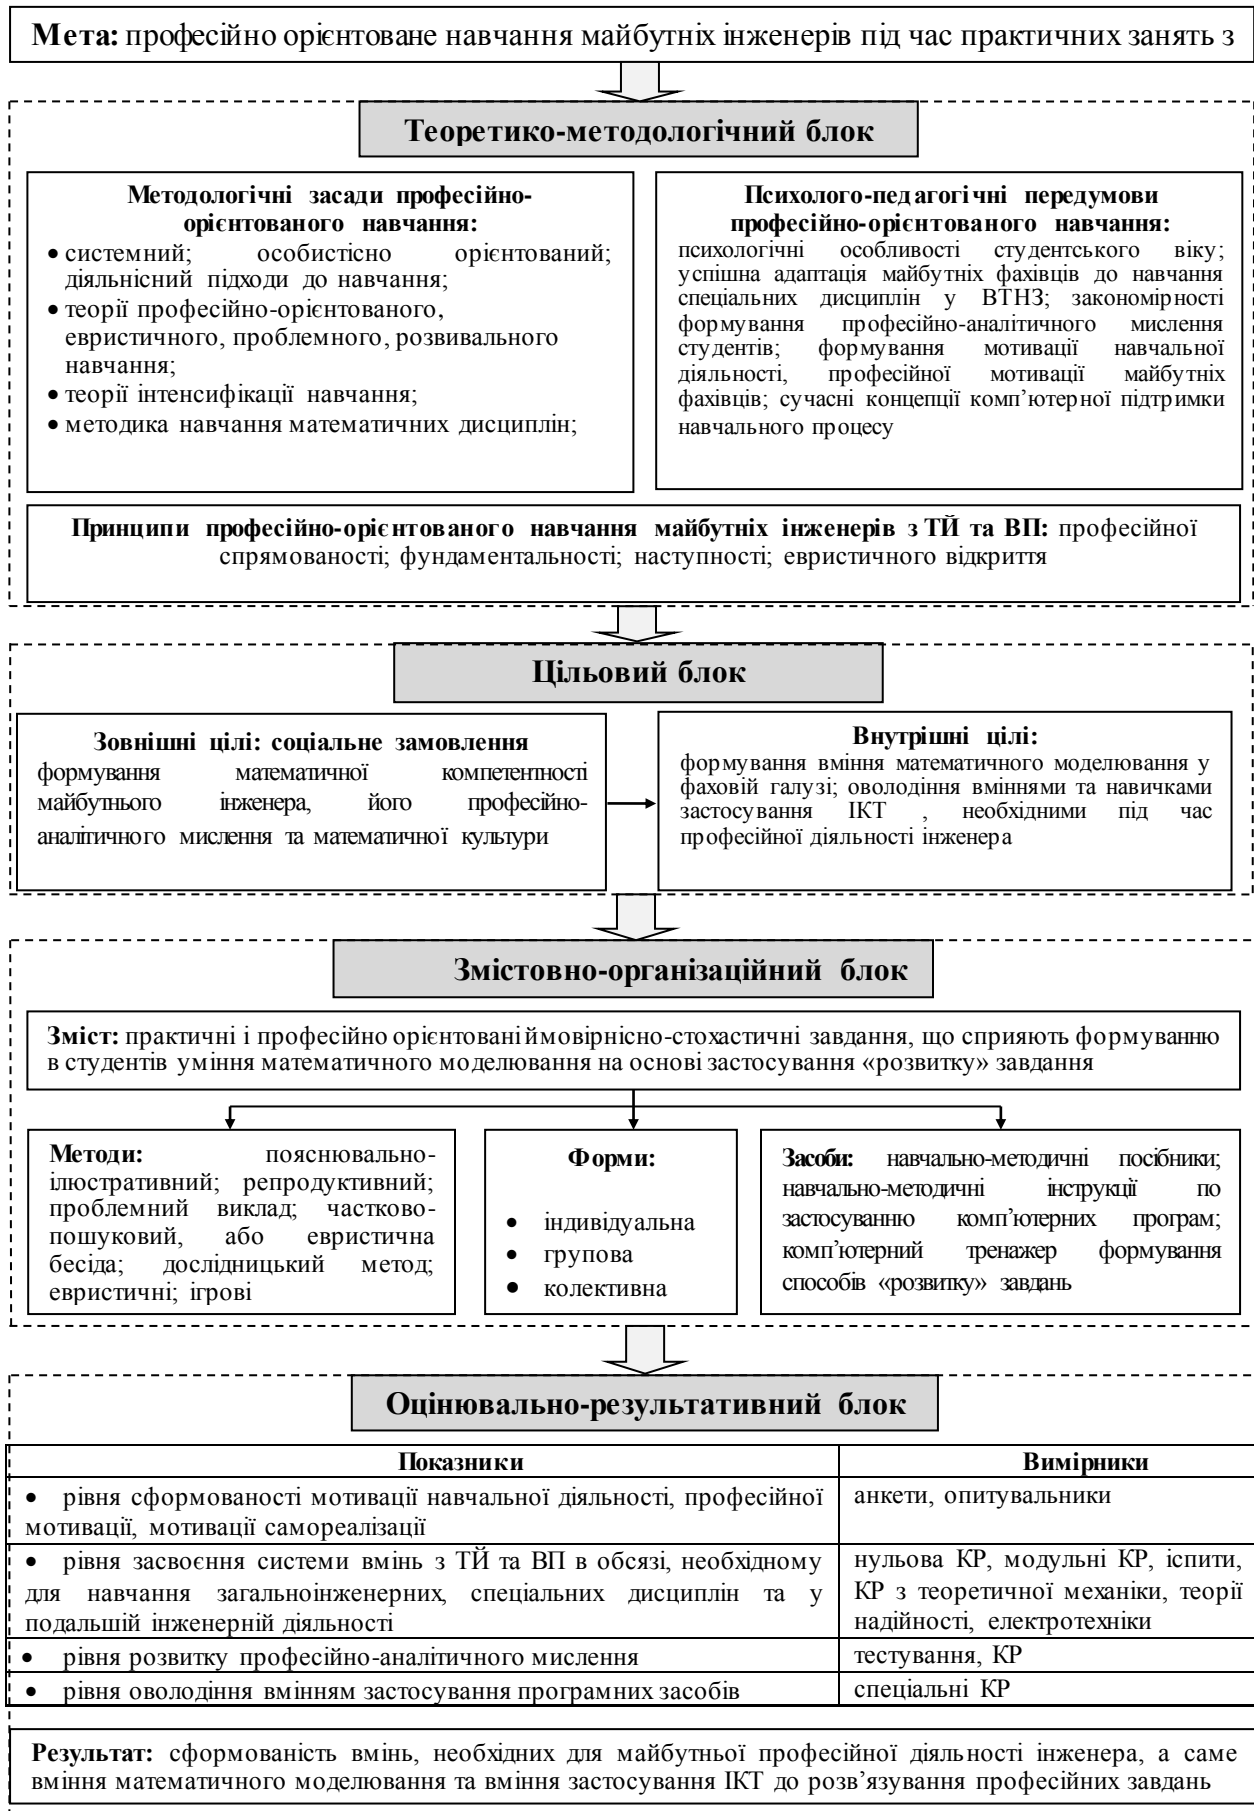 Мета: професійно орієнтоване навчання майбутніх інженерів під час практичних занять з
Теоретико-методологічний блок
Методологічні засади професійно-
орієнтованого навчання:
• системний; особистісно орієнтований;
діяльнісний підходи до навчання;
• теорії професійно-орієнтованого,
евристичного, проблемного, розвивального
навчання;
• теорії інтенсифікації навчання;
• методика навчання математичних дисциплін;
Психолого-педагогічні передумови
професійно-орієнтованого навчання:
психологічні особливості студентського віку;
успішна адаптація майбутніх фахівців до навчання
спеціальних дисциплін у ВТНЗ; закономірності
формування професійно-аналітичного мислення
студентів; формування мотивації навчальної
діяльності, професійної мотивації майбутніх
фахівців; сучасні концепції комп’ютерної підтримки
навчального процесу
Принципи професійно-орієнтованого навчання майбутніх інженерів з ТЙ та ВП: професійної
спрямованості; фундаментальності; наступності; евристичного відкриття
Цільовий блок
Зовнішні цілі: соціальне замовлення
формування математичної компетентності
майбутнього інженера, його професійно-
аналітичного мислення та математичної культури
Внутрішні цілі:
формування вміння математичного моделювання у
фаховій галузі; оволодіння вміннями та навичками
застосування ІКТ , необхідними під час
професійної діяльності інженера
Змістовно-організаційний блок
Зміст: практичні і професійно орієнтовані ймовірнісно-стохастичні завдання, що сприяють формуванню
в студентів уміння математичного моделювання на основі застосування «розвитку» завдання
Методи: пояснювально-
ілюстративний; репродуктивний;
проблемний виклад; частково-
пошуковий, або евристична
бесіда; дослідницький метод;
евристичні; ігрові
Форми:
• індивідуальна
• групова
• колективна
Засоби: навчально-методичні посібники;
навчально-методичні інструкції по
застосуванню комп’ютерних програм;
комп’ютерний тренажер формування
способів «розвитку» завдань
Оцінювально-результативний блок
Показники Вимірники
• рівня сформованості мотивації навчальної діяльності, професійної
мотивації, мотивації самореалізації
анкети, опитувальники
• рівня засвоєння системи вмінь з ТЙ та ВП в обсязі, необхідному
для навчання загальноінженерних, спеціальних дисциплін та у
подальшій інженерній діяльності
нульова КР, модульні КР, іспити,
КР з теоретичної механіки, теорії
надійності, електротехніки
• рівня розвитку професійно-аналітичного мислення
тестування, КР
• рівня оволодіння вмінням застосування програмних засобів
спеціальні КР
Результат: сформованість вмінь, необхідних для майбутньої професійної діяльності інженера, а саме
вміння математичного моделювання та вміння застосування ІКТ до розв’язування професійних завдань